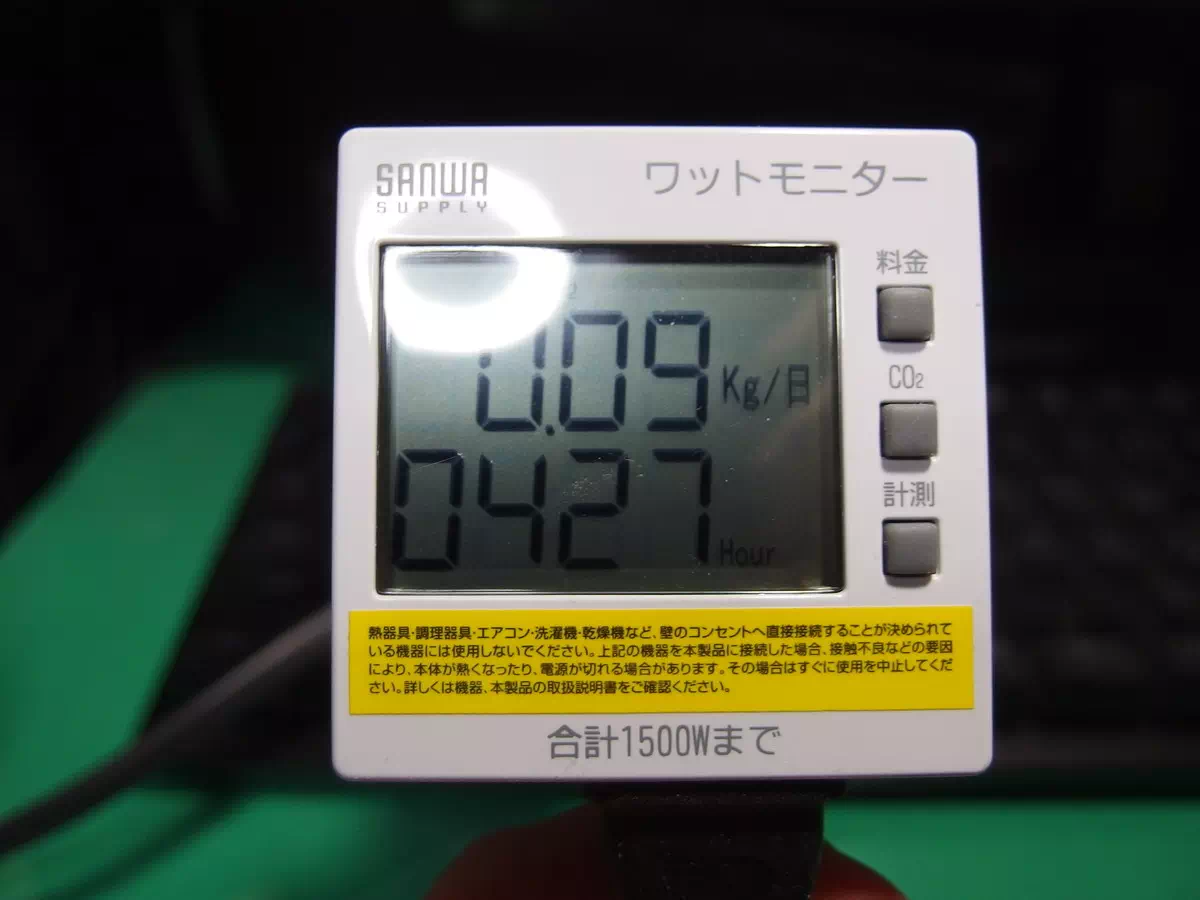 SANWA
SUPPLY
ワットモニター
料金
0.09 Kg/日
CO2
0427 Hour
計測
熱器具・調理器具・エアコン・洗濯機・乾燥機など、壁のコンセントへ直接接続することが決められて
いる機器には使用しないでください。上記の機器を本製品に接続した場合、接触不良などの要因
により、本体が熱くなったり、電源が切れる場合があります。その場合はすぐに使用を中止してくだ
さい。詳しくは機器、本製品の取扱説明書をご確認ください。
合計1500Wまで